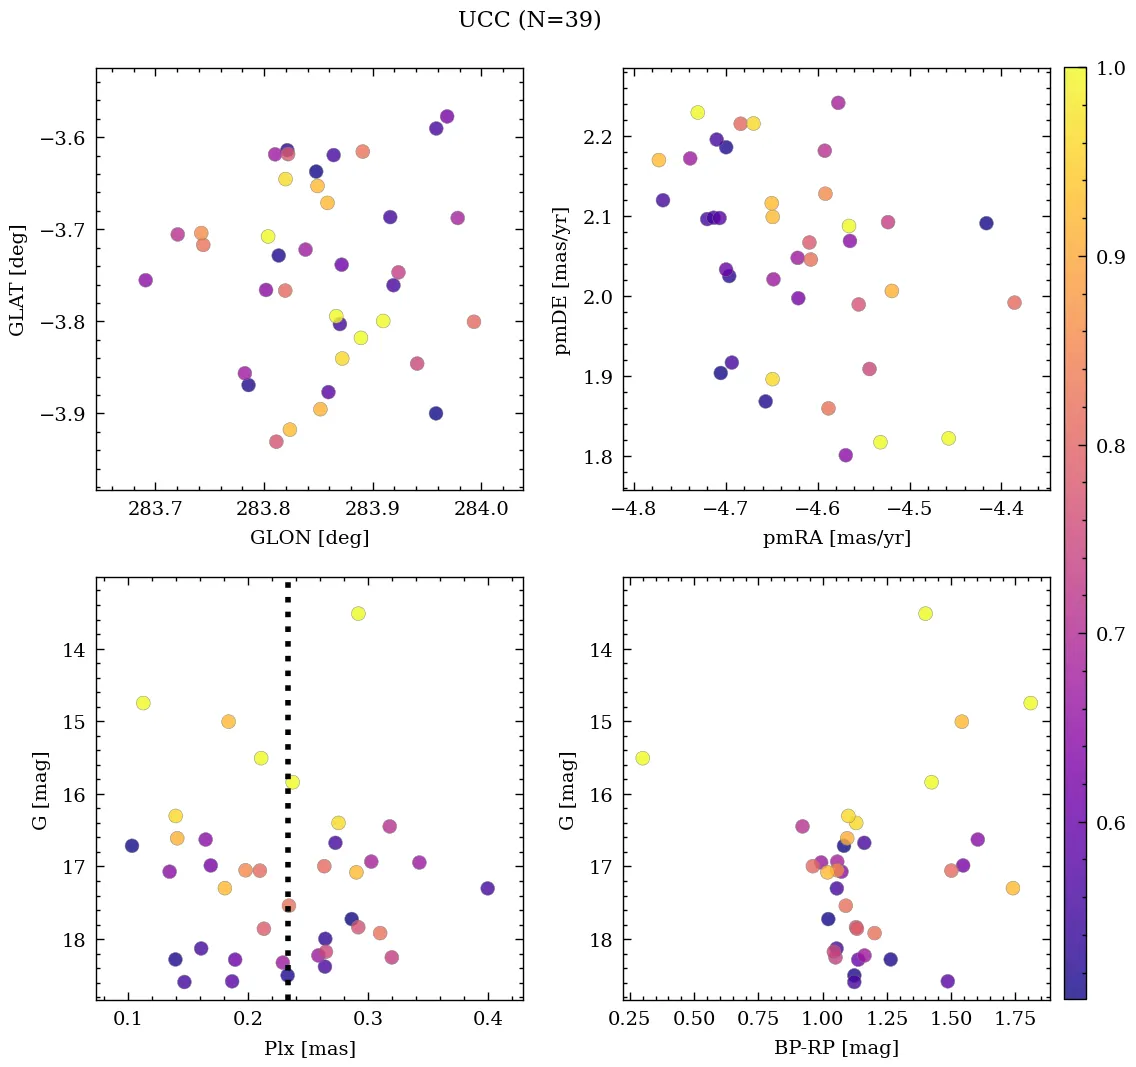 UCC (N=39)
−3.6
−3.7
−3.8
−3.9
GLAT [deg]
283.7 283.8 283.9 284.0
GLON [deg]
2.2
2.1
2.0
1.9
1.8
pmDE [mas/yr]
−4.8 −4.7 −4.6 −4.5 −4.4
pmRA [mas/yr]
14
15
16
17
18
G [mag]
0.1 0.2 0.3 0.4
Plx [mas]
14
15
16
17
18
G [mag]
0.25 0.50 0.75 1.00 1.25 1.50 1.75
BP-RP [mag]
1.0
0.9
0.8
0.7
0.6